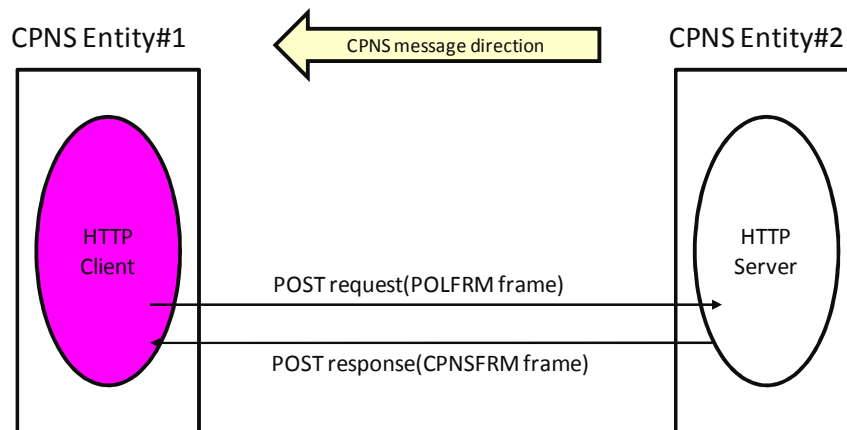 CPNS Entity#1
CPNS message direction
CPNS Entity#2
HTTP
Client
HTTP
Server
POST request(POLFRM frame)
POST response(CPNSFRM frame)